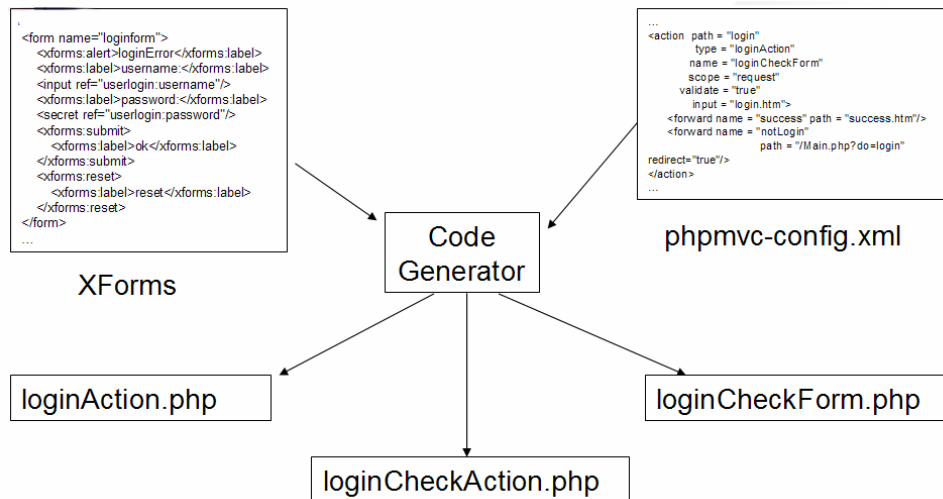 <form name="loginform">
<xforms:alert>loginError</xforms:label>
<xforms:label>username:</xforms:label>
<input ref="userlogin:username"/>
<xforms:label>password:</xforms:label>
<secret ref="userlogin:password"/>
<xforms:submit>
<xforms:label>ok</xforms:label>
</xforms:submit>
<xforms:reset>
<xforms:label>reset</xforms:label>
</xforms:reset>
</form>
...
XForms
...
<action path = "login"
type = "loginAction"
name = "loginCheckForm"
scope = "request"
validate = "true"
input = "login.htm">
<forward name = "success" path = "success.htm"/>
<forward name = "notLogin"
path = "/Main.php?do=login"
redirect="true"/>
</action>
...
phpmvc-config.xml
Code
Generator
loginAction.php
loginCheckForm.php
loginCheckAction.php